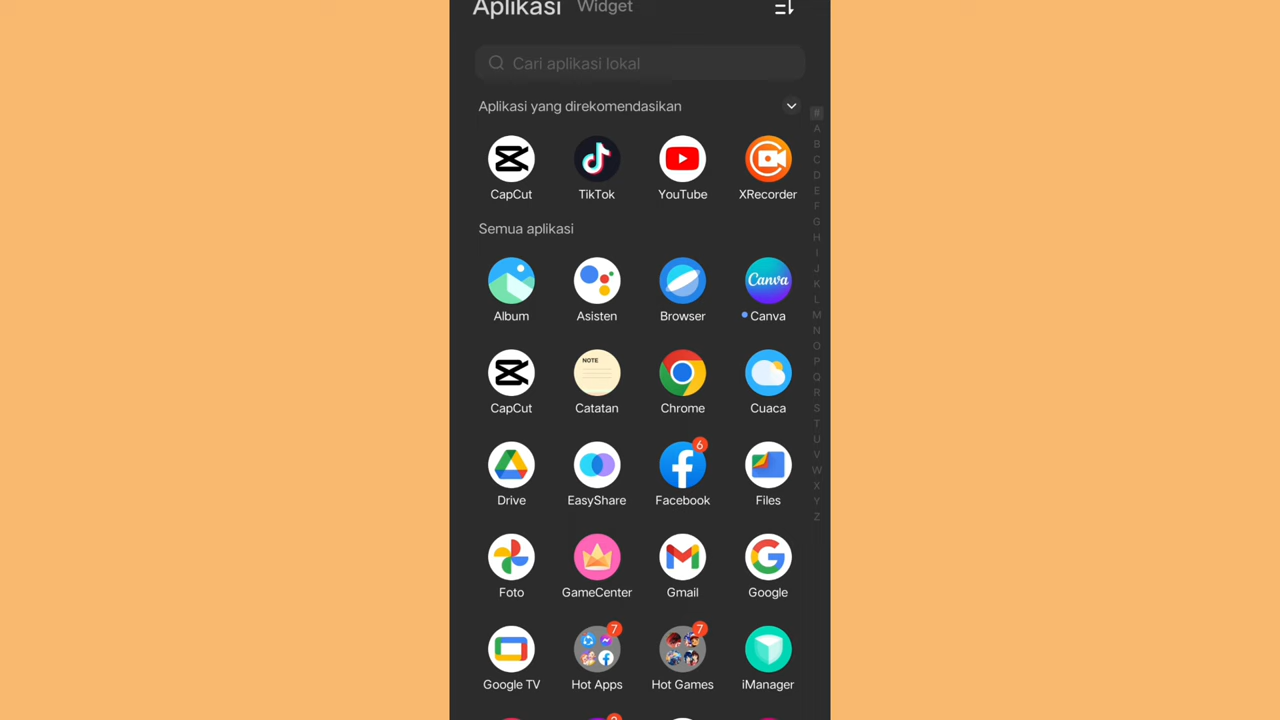 Aplikasi Widget
Cari aplikasi lokal
Aplikasi yang direkomendasikan
#
A
B
C
D
E
F
G
H
I
J
K
L
M
N
O
P
Q
R
S
T
U
V
W
X
Y
Z
CapCut TikTok YouTube XRecorder
Semua aplikasi
Canva
Album Asisten Browser Canva
NOTE
CapCut Catatan Chrome Cuaca
6
Drive EasyShare Facebook Files
Foto GameCenter Gmail Google
7 7
Google TV Hot Apps Hot Games iManager